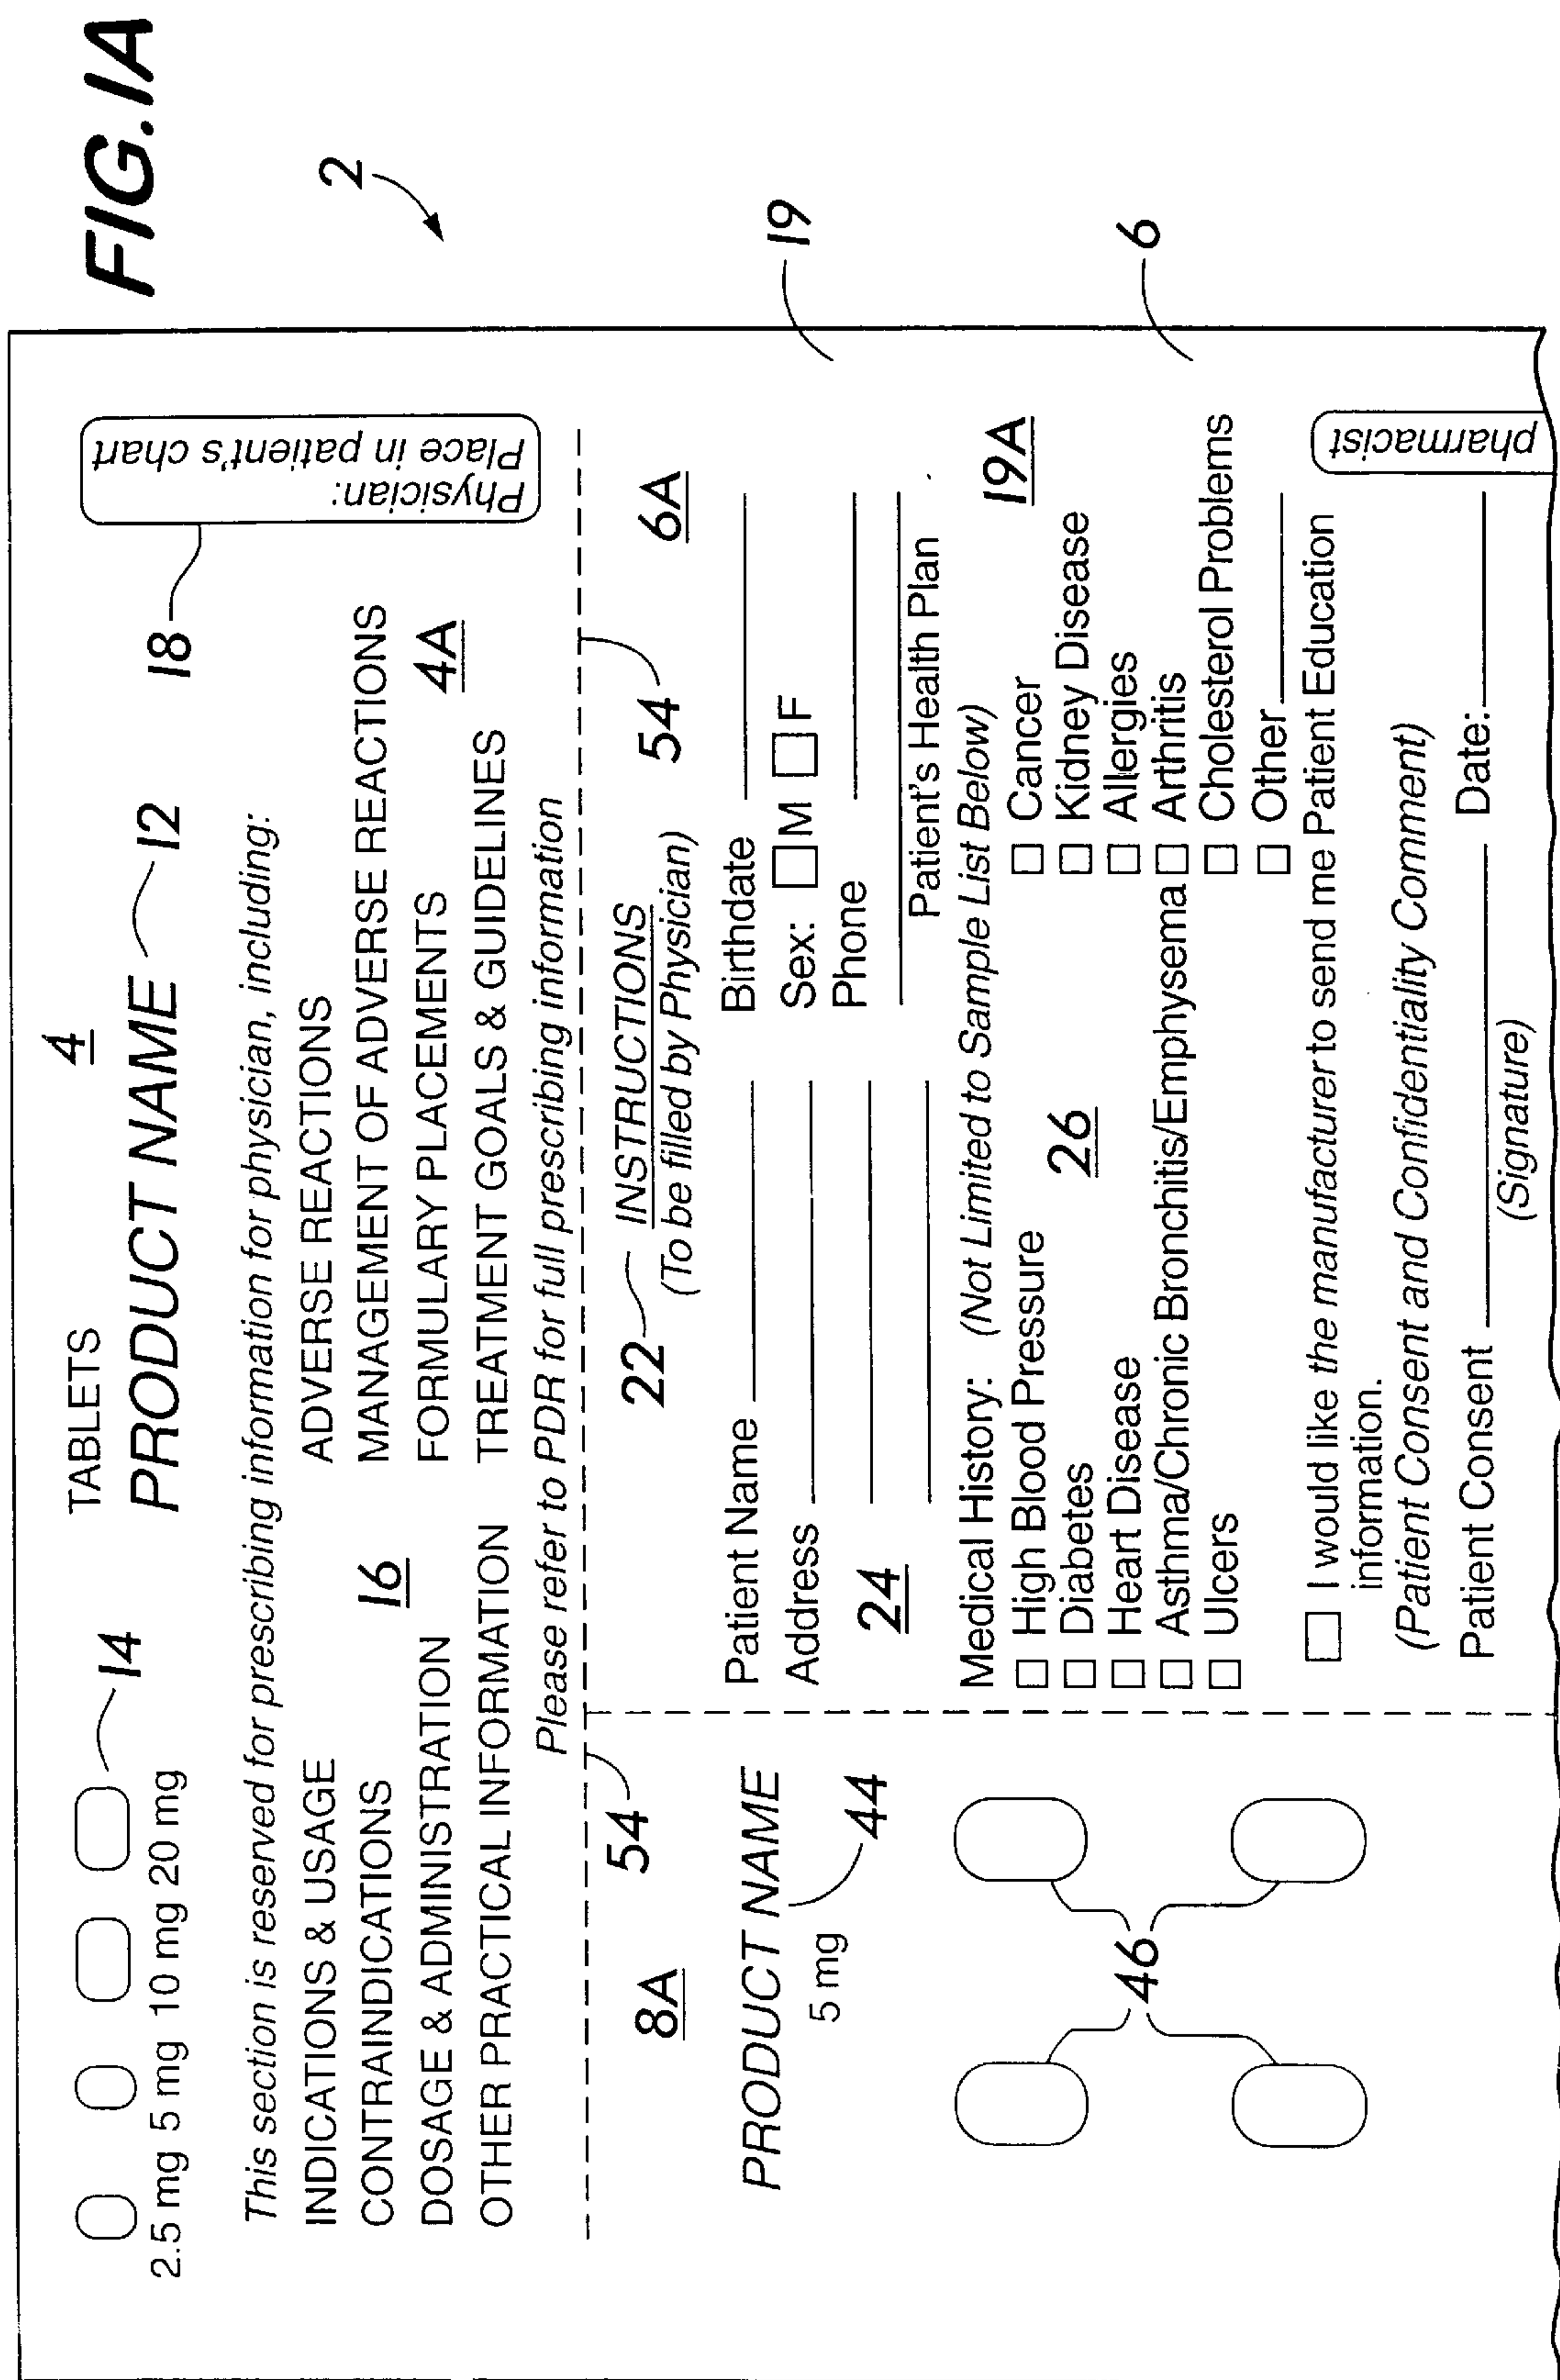 FIG.1A
2
TABLETS 4
PRODUCT NAME 12
14
2.5 mg 5 mg 10 mg 20 mg
18
Physician:
Place in patient's chart
This section is reserved for prescribing information for physician, including:
INDICATIONS & USAGE ADVERSE REACTIONS
CONTRAINDICATIONS 16 MANAGEMENT OF ADVERSE REACTIONS
DOSAGE & ADMINISTRATION FORMULARY PLACEMENTS 4A
OTHER PRACTICAL INFORMATION TREATMENT GOALS & GUIDELINES
Please refer to PDR for full prescribing information
54
54
8A
PRODUCT NAME
5 mg
44
46
22 INSTRUCTIONS
(To be filled by Physician)
6A
19
Patient Name Birthdate
Address Sex: M F
Phone
24
Patient's Health Plan
Medical History: (Not Limited to Sample List Below)
19A
High Blood Pressure Cancer
Diabetes 26 Kidney Disease
Heart Disease Allergies
Asthma/Chronic Bronchitis/Emphysema Arthritis
Ulcers Cholesterol Problems
Other
6
I would like the manufacturer to send me Patient Education
information.
(Patient Consent and Confidentiality Comment)
Patient Consent Date:
(Signature)
pharmacist